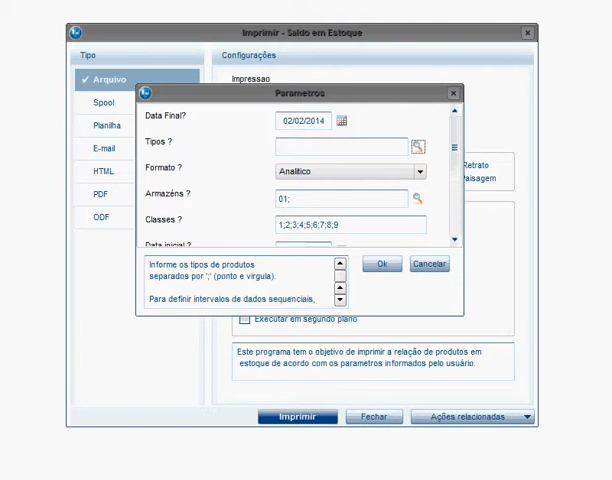 Imprimir - Saldo em Estoque
Tipo
Configurações
Arquivo
Impressao
Spool
Planilha
E-mail
HTML
PDF
ODF
Parametros
Data Final?
02/02/2014
Tipos ?
Formato ?
Analitico
Armazéns ?
01;
Classes ?
1;2;3;4;5;6;7;8;9
Data inicial ?
Retrato
Paisagem
Informe os tipos de produtos
separados por ';' (ponto e virgula).
Para definir intervalos de dados sequenciais,
Ok
Cancelar
Executar em segundo plano
Este programa tem o objetivo de imprimir a relação de produtos em
estoque de acordo com os parametros informados pelo usuário.
Imprimir
Fechar
Ações relacionadas